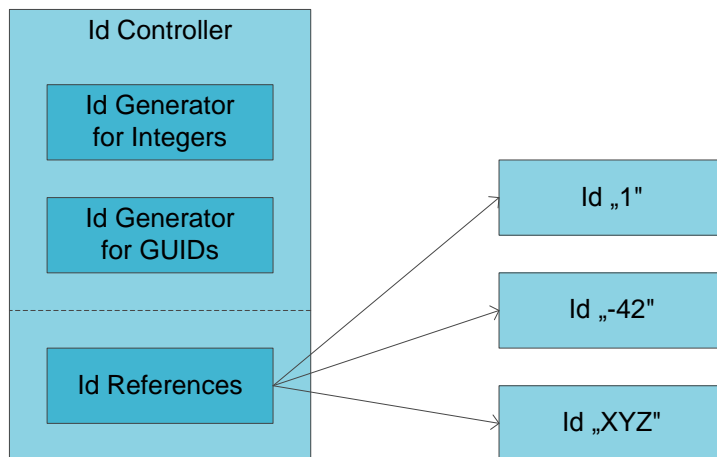 Id Controller
Id Generator
for Integers
Id Generator
for GUIDs
Id References
Id „1"
Id „-42"
Id „XYZ"